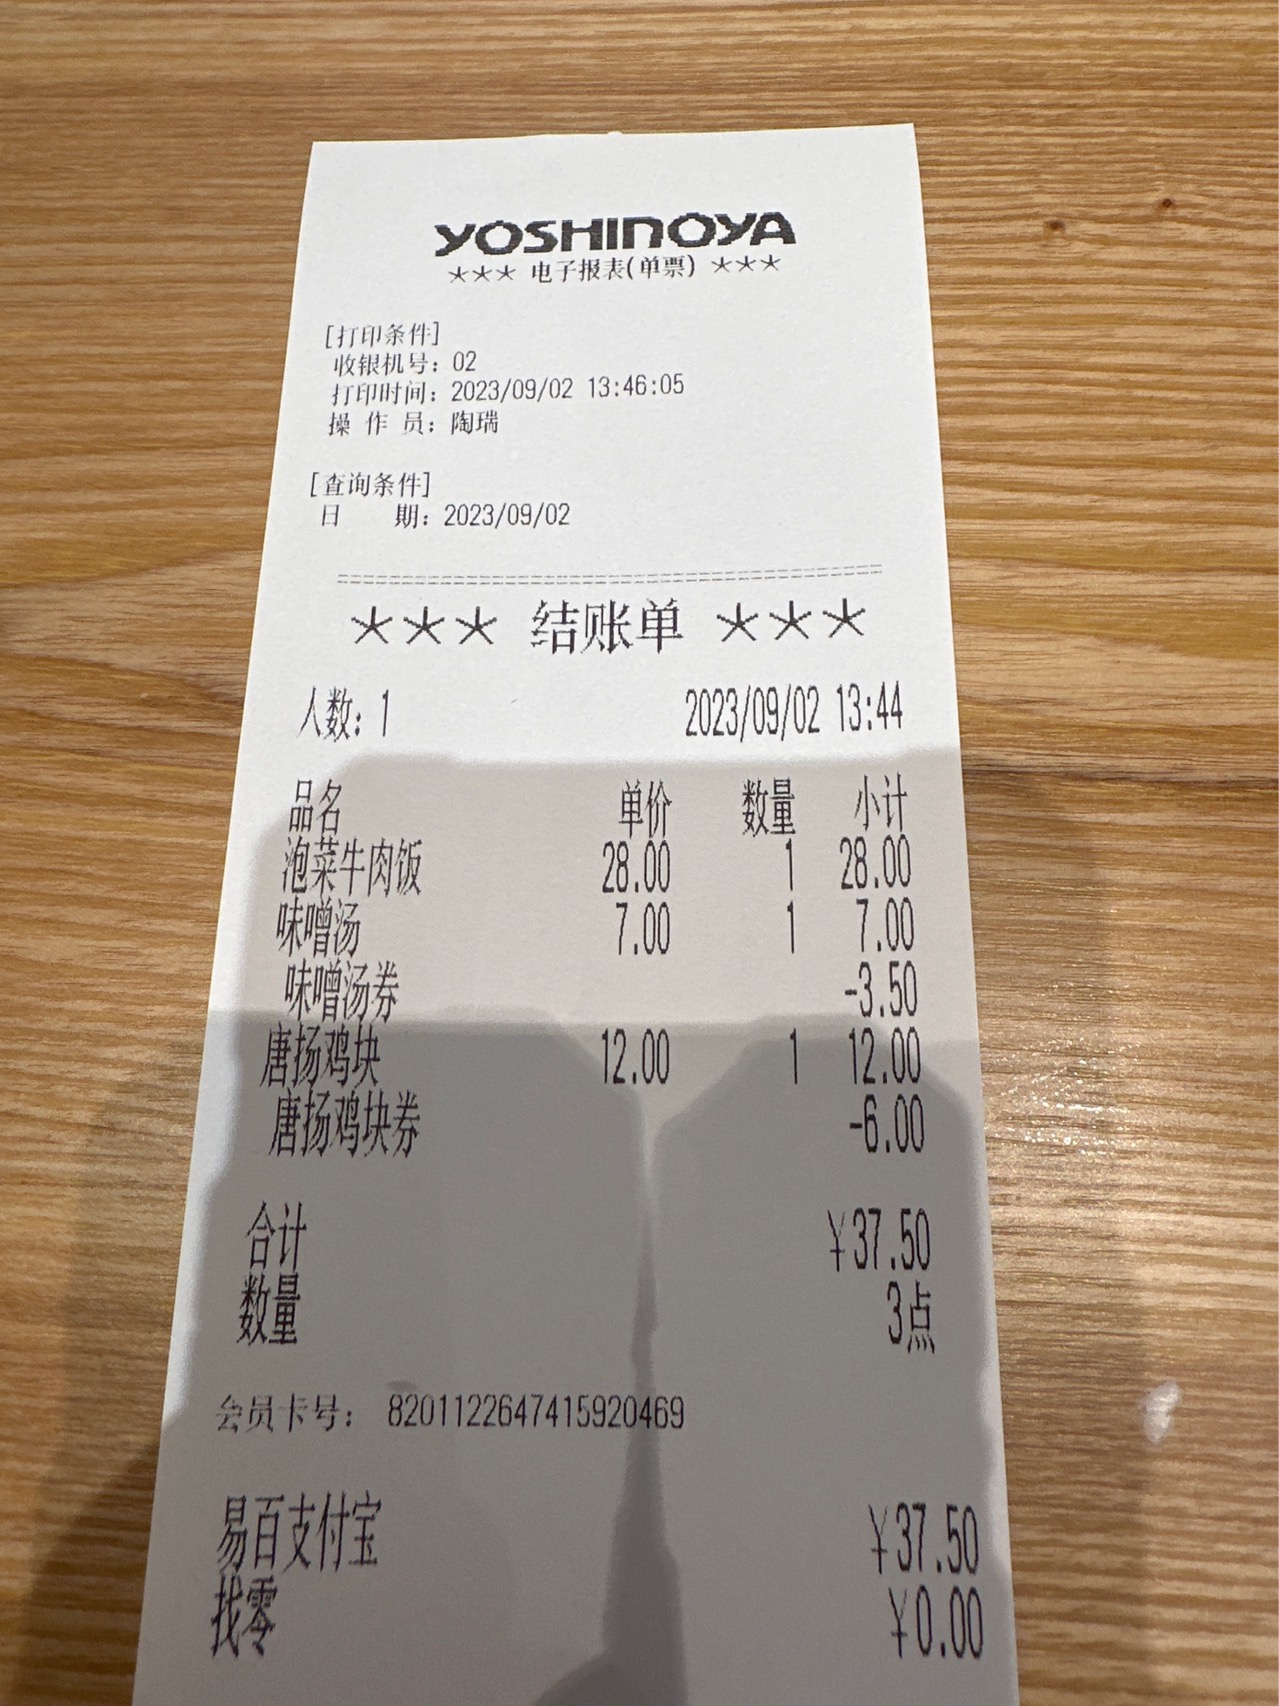 YOSHINOYA
*** 电子报表(单票) ***
[打印条件]
收银机号: 02
打印时间: 2023/09/02 13:46:05
操 作 员: 陶瑞
[查询条件]
日 期: 2023/09/02
*** 结账单 ***
人数: 1 2023/09/02 13:44
品名 单价 数量 小计
泡菜牛肉饭 28.00 1 28.00
味噌汤 7.00 1 7.00
味噌汤券 -3.50
唐扬鸡块 12.00 1 12.00
唐扬鸡块券 -6.00
合计 ¥37.50
数量 3点
会员卡号: 8201122647415920469
易百支付宝 ¥37.50
找零 ¥0.00